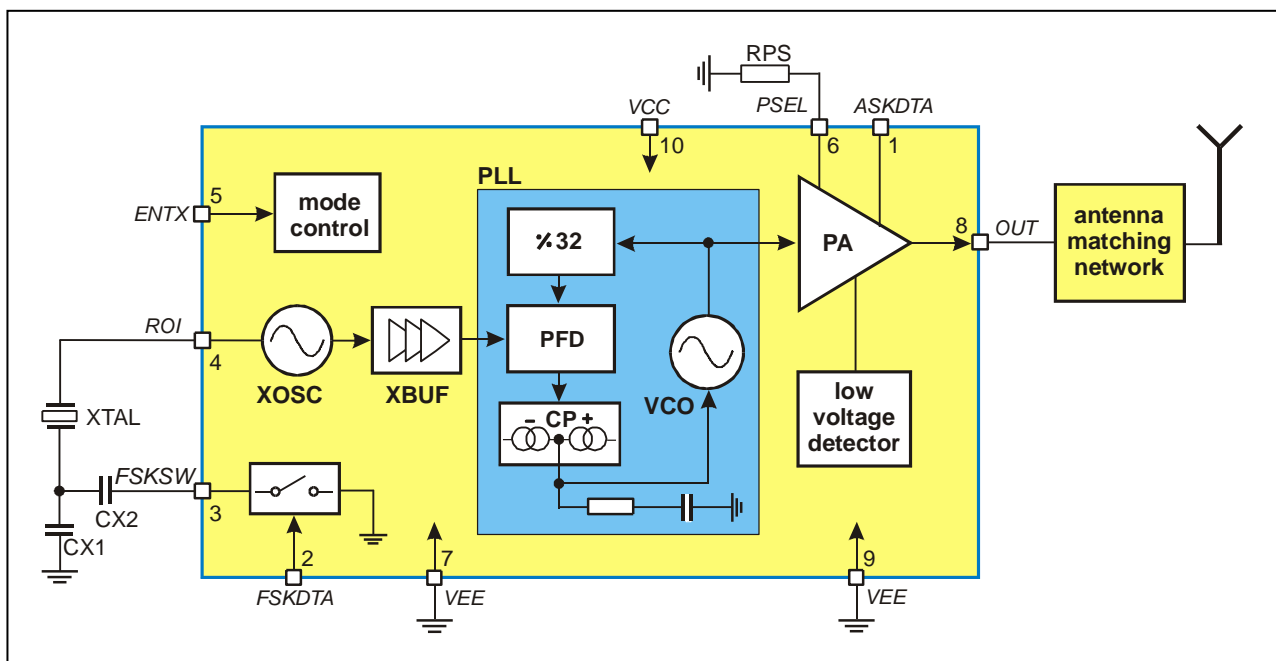 RPS
VCC
PSEL
ASKDTA
10
6
1
PLL
5
ENTX
mode
control
⁒32
PA
8
OUT
antenna
matching
network
ROI
4
XOSC
XBUF
PFD
VCO
low
voltage
detector
XTAL
- CP +
FSKSW
3
CX2
CX1
2
7
9
FSKDTA
VEE
VEE